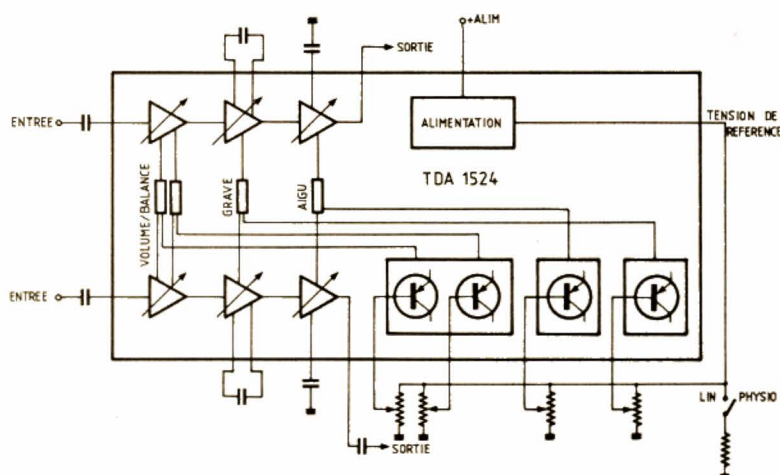 +ALIM
SORTIE
ENTREE
ALIMENTATION
TENSION DE
REFERENCE
TDA 1524
VOLUME/BALANCE
GRAVE
AIGU
ENTREE
LIN
PHYSIO
SORTIE